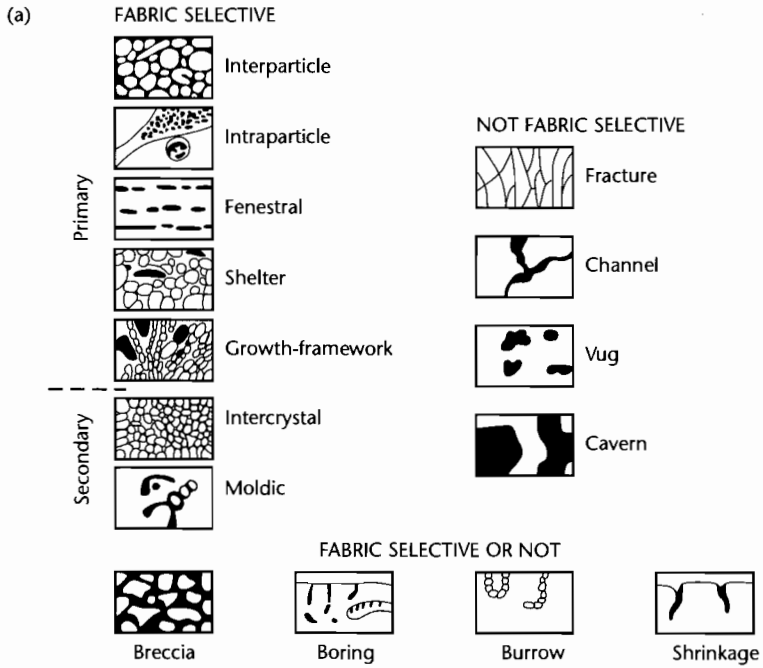 (a)
FABRIC SELECTIVE
Interparticle
Intraparticle
Fenestral
Shelter
Growth-framework
Intercrystal
Moldic
Primary
Secondary
NOT FABRIC SELECTIVE
Fracture
Channel
Vug
Cavern
FABRIC SELECTIVE OR NOT
Breccia
Boring
Burrow
Shrinkage